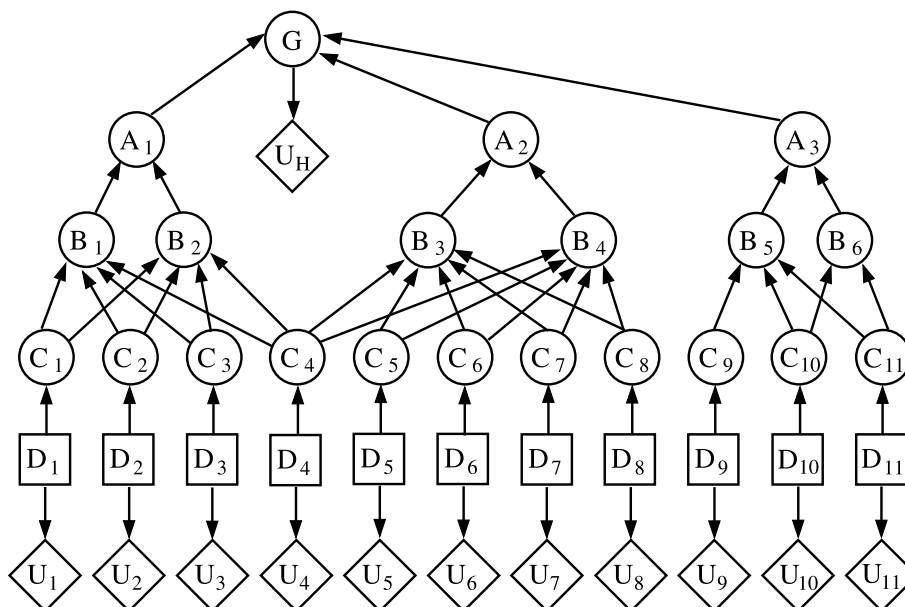 G
A1 UH A2 A3
B1 B2 B3 B4 B5 B6
C1 C2 C3 C4 C5 C6 C7 C8 C9 C10 C11
D1 D2 D3 D4 D5 D6 D7 D8 D9 D10 D11
U1 U2 U3 U4 U5 U6 U7 U8 U9 U10 U11